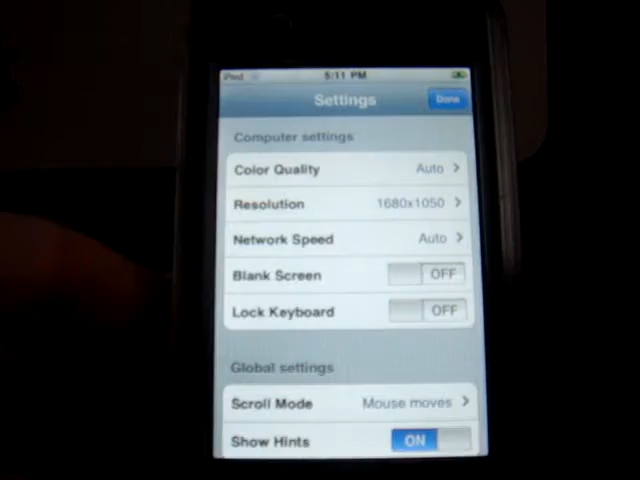 iPod 5:11 PM
Settings Done
Computer settings
Color Quality Auto
Resolution 1680x1050
Network Speed Auto
Blank Screen OFF
Lock Keyboard OFF
Global settings
Scroll Mode Mouse moves
Show Hints ON